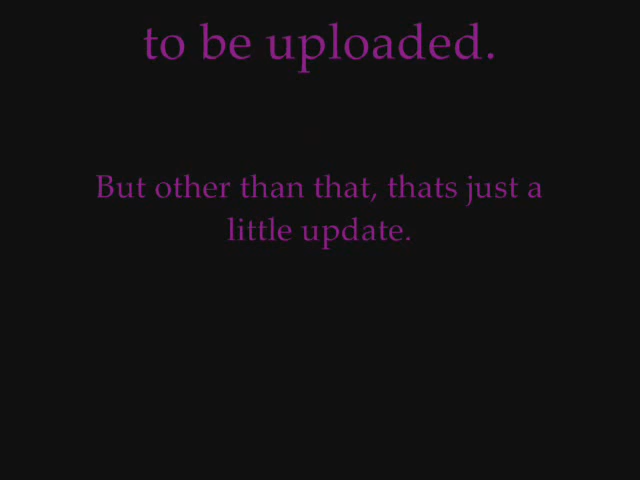 to be uploaded.
But other than that, thats just a
little update.